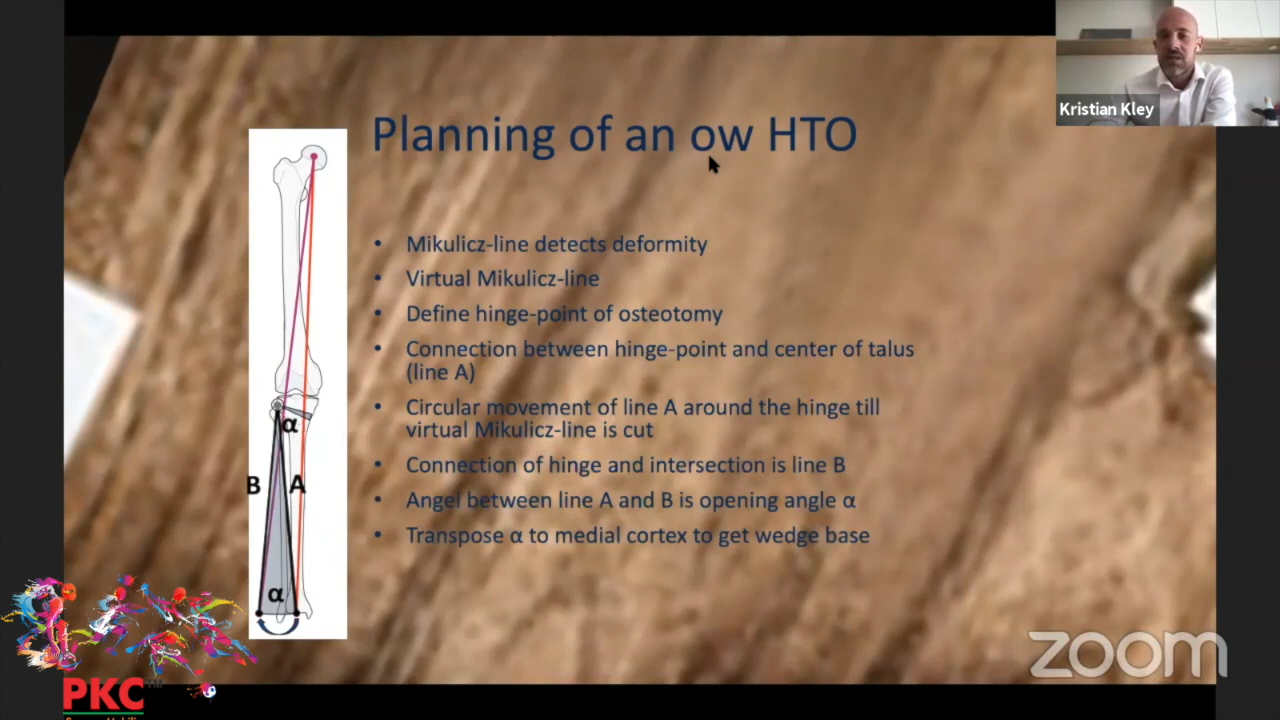 Kristian Kley
Planning of an ow HTO
• Mikulicz-line detects deformity
• Virtual Mikulicz-line
• Define hinge-point of osteotomy
• Connection between hinge-point and center of talus
(line A)
• Circular movement of line A around the hinge till
virtual Mikulicz-line is cut
• Connection of hinge and intersection is line B
• Angel between line A and B is opening angle α
• Transpose α to medial cortex to get wedge base
α
B A
α
zoom
PKC